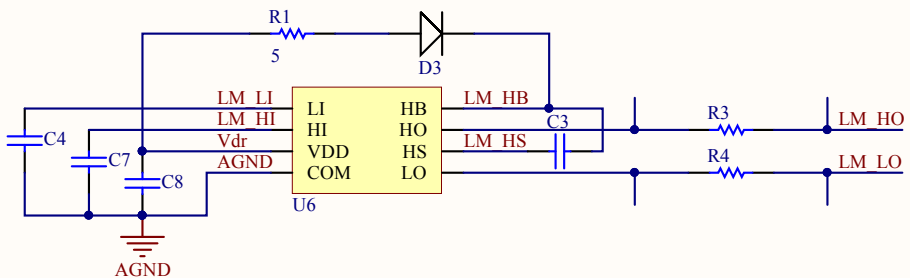 R1
5
D3
LM_LI
LI
HB
LM_HB
LM_HI
HI
HO
C3
R3
LM_HO
C4
Vdr
VDD
HS
LM_HS
C7
AGND
COM
LO
R4
LM_LO
C8
U6
AGND